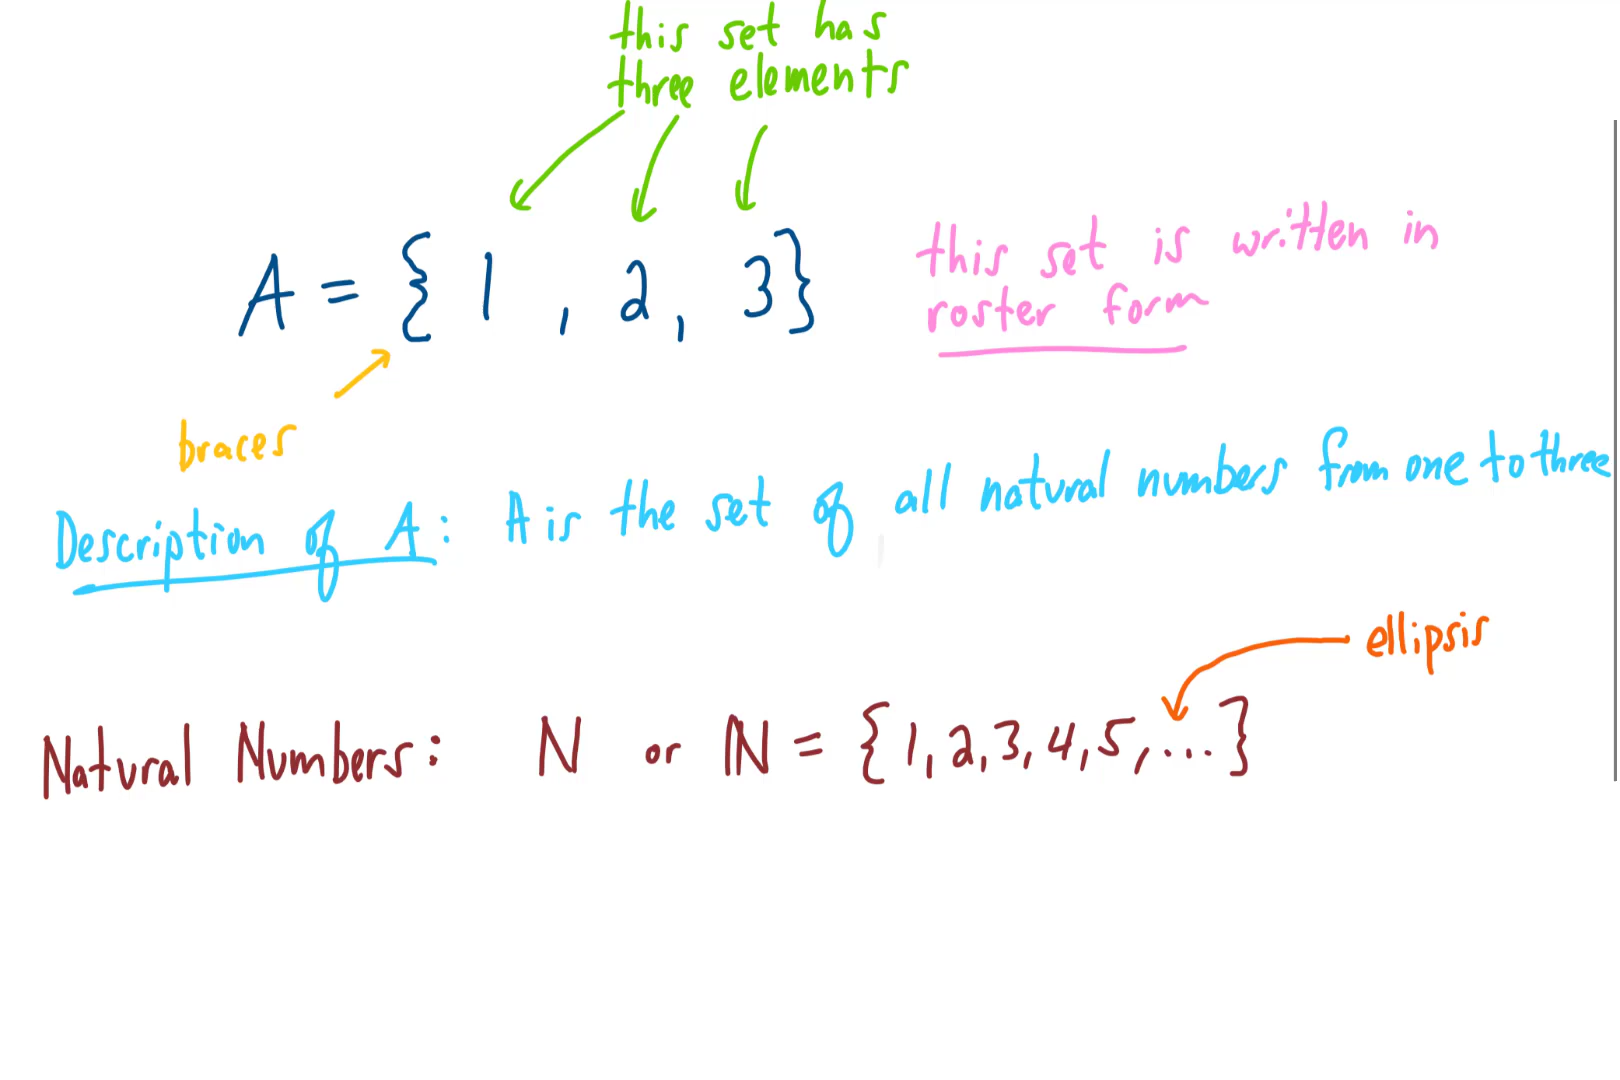 this set has
three elements
A = { 1 , 2, 3}
this set is written in
roster form
braces
Description of A: A is the set of all natural numbers from one to three
ellipsis
Natural Numbers: N or ℕ = {1,2,3,4,5,...}